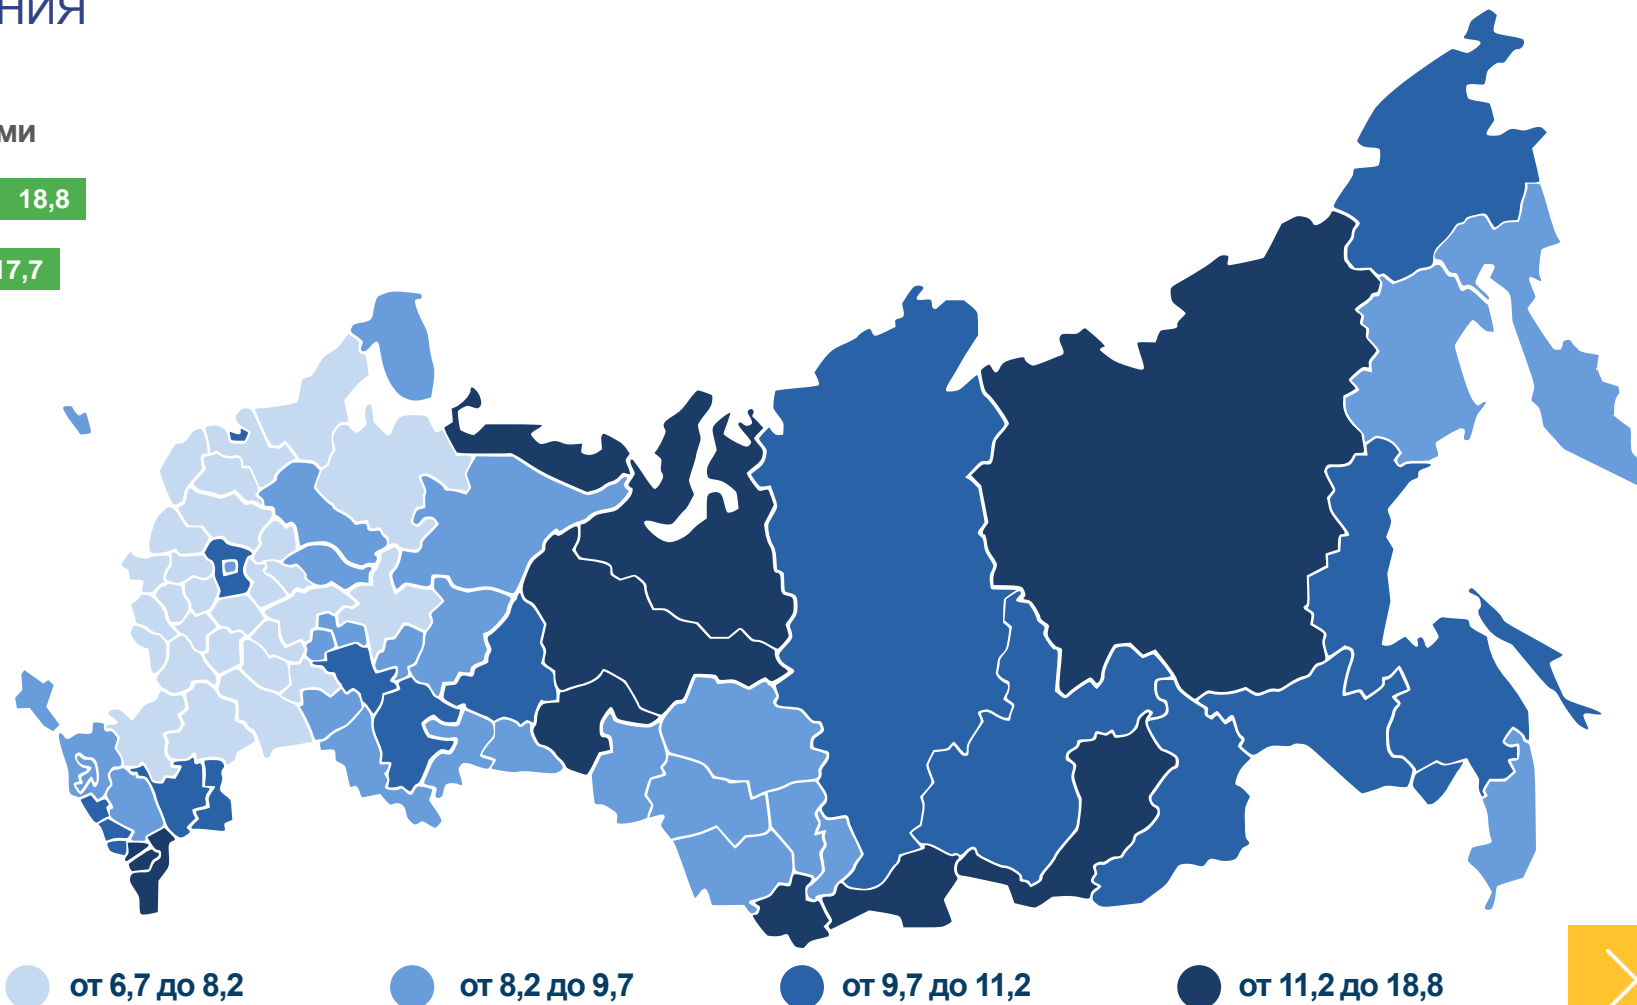 ния
ми
18,8
17,7
от 6,7 до 8,2
от 8,2 до 9,7
от 9,7 до 11,2
от 11,2 до 18,8